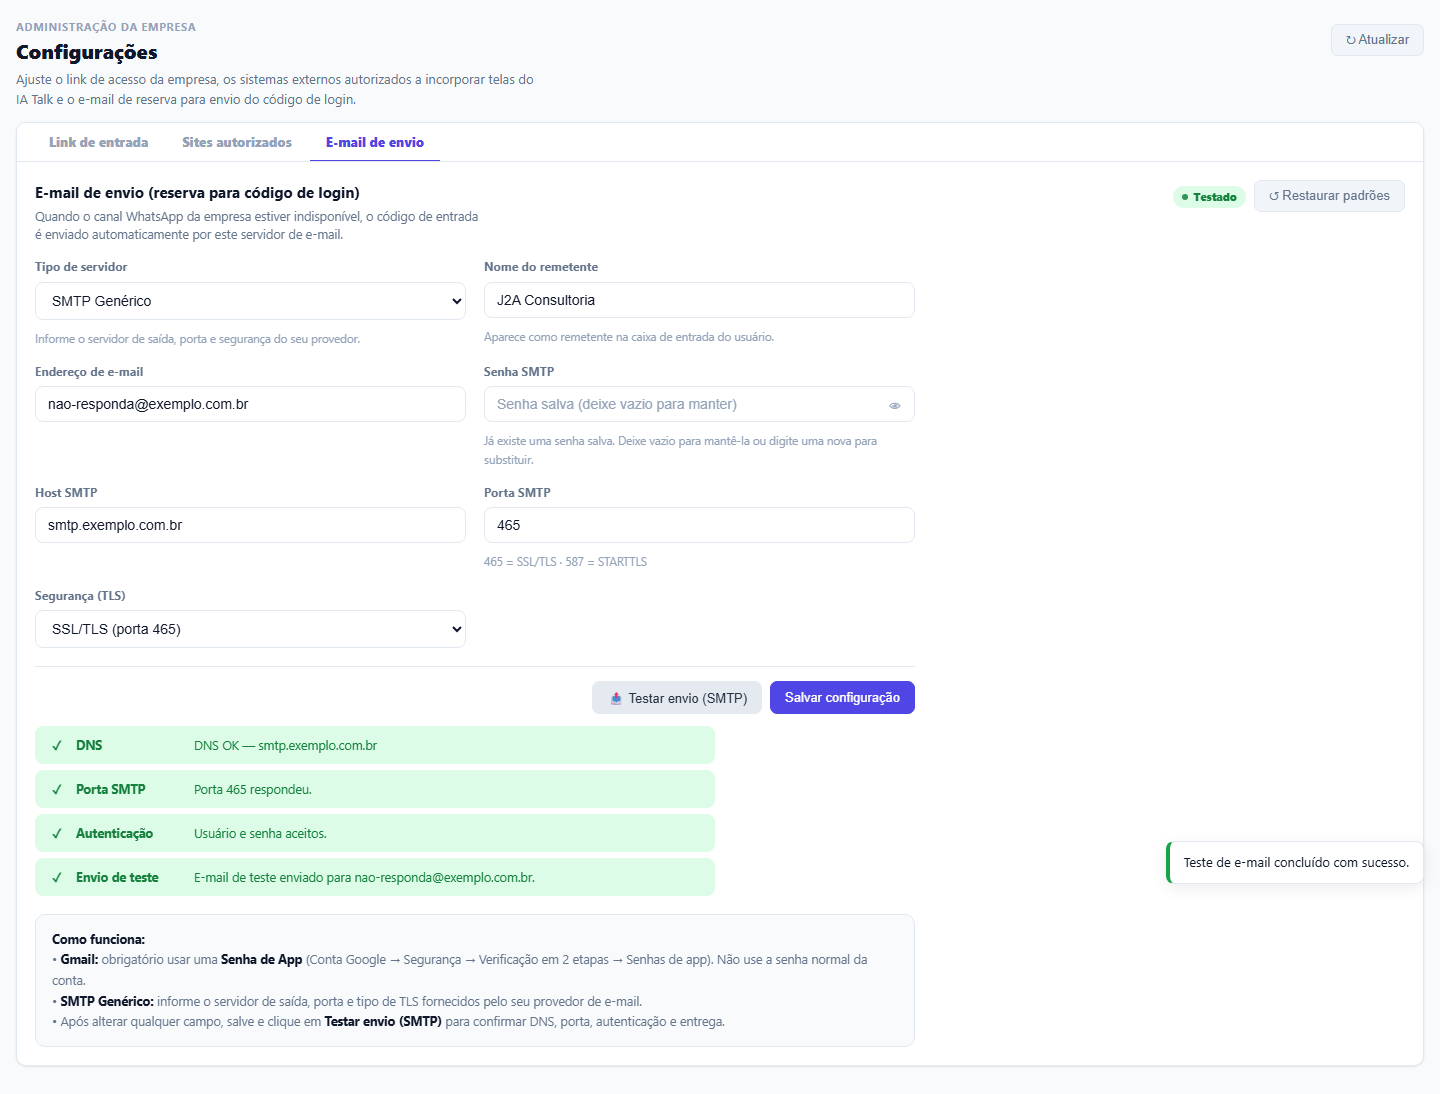 ADMINISTRAÇÃO DA EMPRESA
Configurações
↻ Atualizar
Ajuste o link de acesso da empresa, os sistemas externos autorizados a incorporar telas do
IA Talk e o e-mail de reserva para envio do código de login.
Link de entrada
Sites autorizados
E-mail de envio
E-mail de envio (reserva para código de login)
Testado
↺ Restaurar padrões
Quando o canal WhatsApp da empresa estiver indisponível, o código de entrada
é enviado automaticamente por este servidor de e-mail.
Tipo de servidor
SMTP Genérico
Informe o servidor de saída, porta e segurança do seu provedor.
Nome do remetente
J2A Consultoria
Aparece como remetente na caixa de entrada do usuário.
Endereço de e-mail
nao-responda@exemplo.com.br
Senha SMTP
Senha salva (deixe vazio para manter)
Já existe uma senha salva. Deixe vazio para mantê-la ou digite uma nova para
substituir.
Host SMTP
smtp.exemplo.com.br
Porta SMTP
465
465 = SSL/TLS · 587 = STARTTLS
Segurança (TLS)
SSL/TLS (porta 465)
Testar envio (SMTP)
Salvar configuração
✓ DNS DNS OK — smtp.exemplo.com.br
✓ Porta SMTP Porta 465 respondeu.
✓ Autenticação Usuário e senha aceitos.
✓ Envio de teste E-mail de teste enviado para nao-responda@exemplo.com.br.
Teste de e-mail concluído com sucesso.
Como funciona:
• Gmail: obrigatório usar uma Senha de App (Conta Google → Segurança → Verificação em 2 etapas → Senhas de app). Não use a senha normal da
conta.
• SMTP Genérico: informe o servidor de saída, porta e tipo de TLS fornecidos pelo seu provedor de e-mail.
• Após alterar qualquer campo, salve e clique em Testar envio (SMTP) para confirmar DNS, porta, autenticação e entrega.